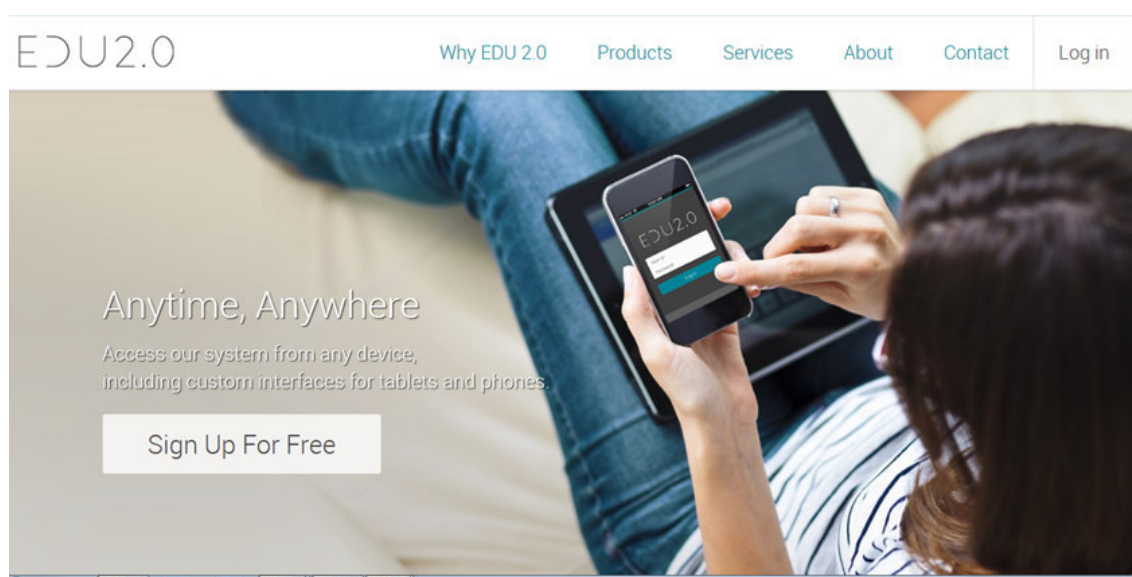 EDU2.0
Why EDU 2.0
Products
Services
About
Contact
Log in
EDU2.0
Password
Anytime, Anywhere
Access our system from any device,
including custom interfaces for tablets and phones.
Sign Up For Free